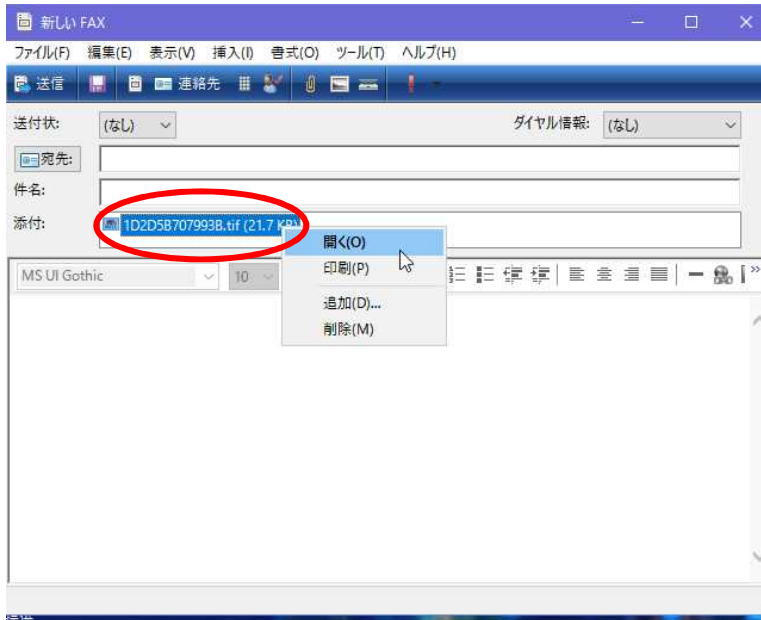 新しい FAX
ファイル(F) 編集(E) 表示(V) 挿入(I) 書式(O) ツール(T) ヘルプ(H)
送信 連絡先
送付状: (なし) ダイヤル情報: (なし)
宛先:
件名:
添付: 1D2D5B707993B.tif (21.7 KB)
開く(O)
MS UI Gothic 10 印刷(P)
追加(D)...
削除(M)